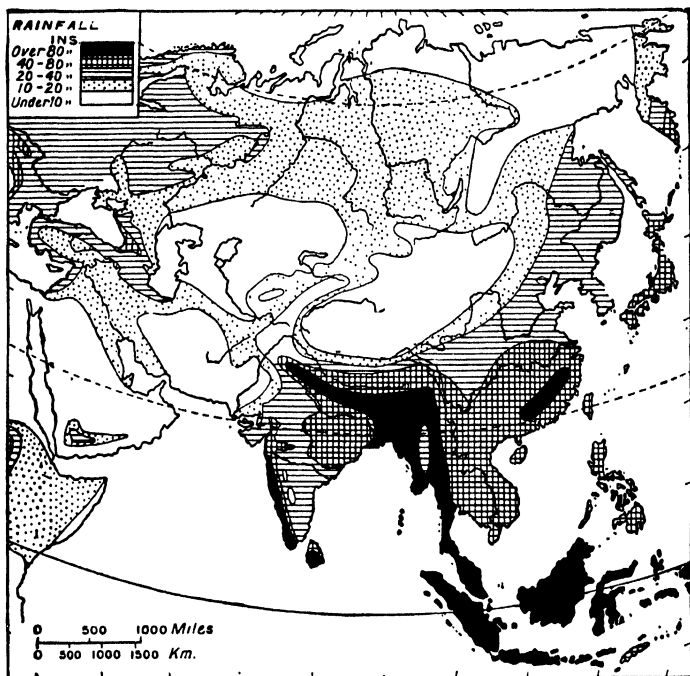 RAINFALL
INS.
Over 80 "
40-80 "
20-40 "
10-20 "
Under 10 "
0 500 1000 Miles
0 500 1000 1500 Km.